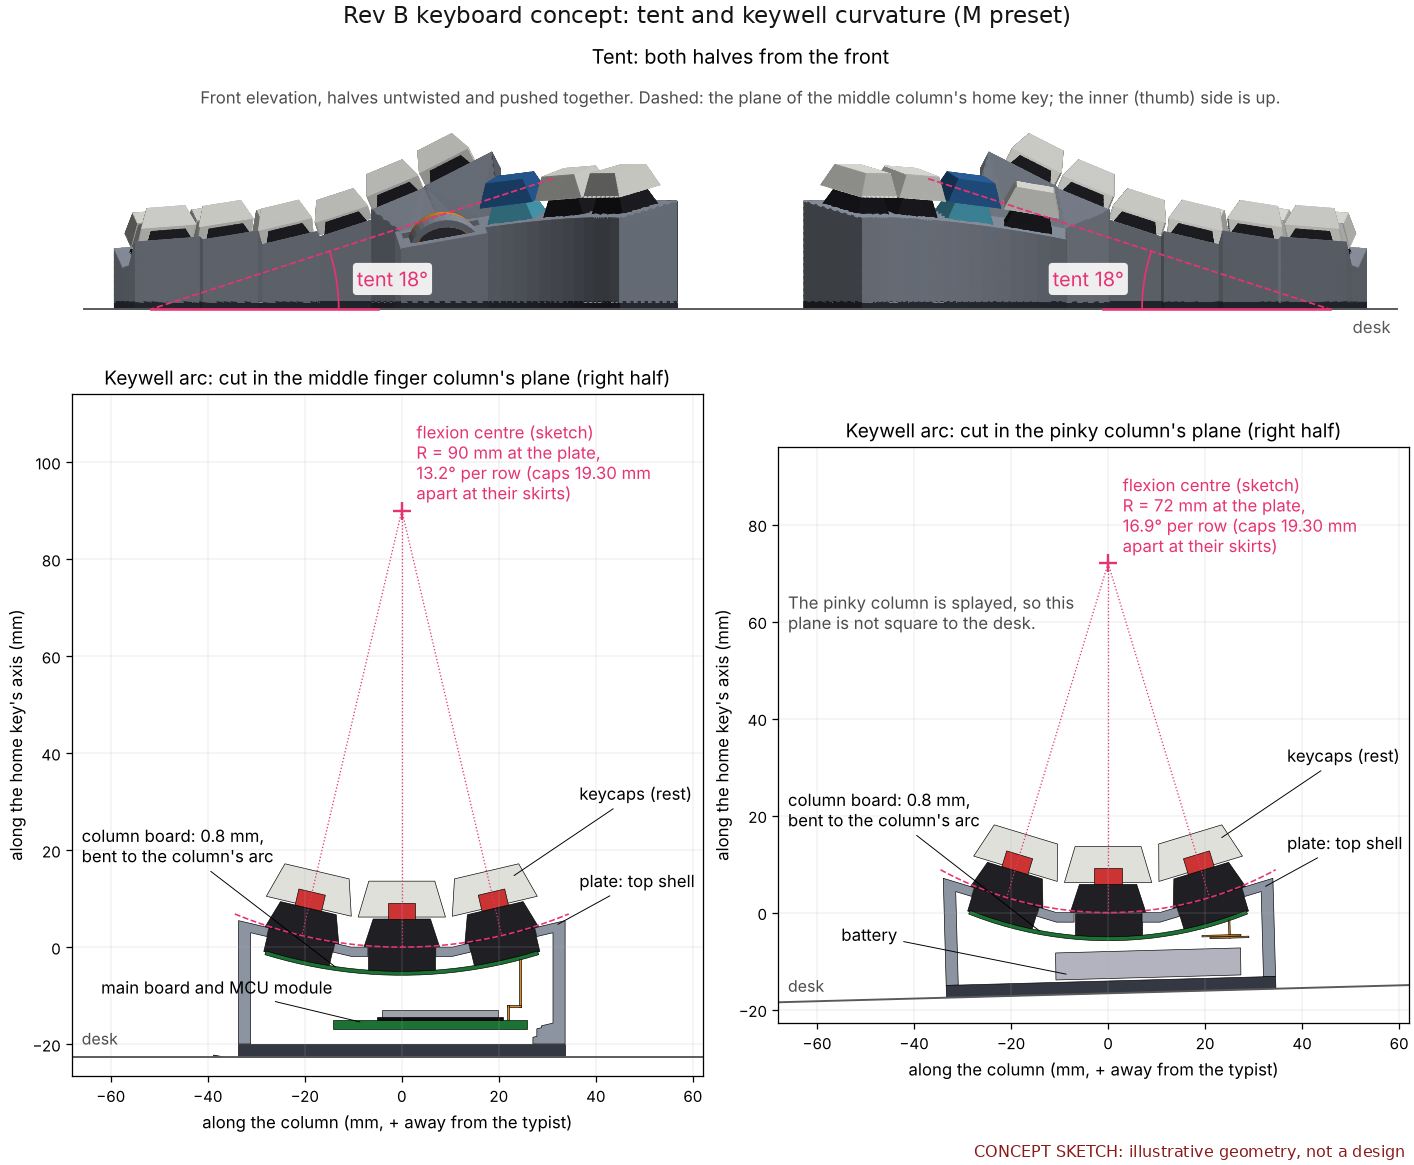 Rev B keyboard concept: tent and keywell curvature (M preset)
Tent: both halves from the front
Front elevation, halves untwisted and pushed together. Dashed: the plane of the middle column's home key; the inner (thumb) side is up.
tent 18°
tent 18°
desk
Keywell arc: cut in the middle finger column's plane (right half)
flexion centre (sketch)
R = 90 mm at the plate,
13.2° per row (caps 19.30 mm
apart at their skirts)
keycaps (rest)
column board: 0.8 mm,
bent to the column's arc
plate: top shell
main board and MCU module
desk
100
80
60
40
20
0
−20
−60
−40
−20
0
20
40
60
along the home key's axis (mm)
along the column (mm, + away from the typist)
Keywell arc: cut in the pinky column's plane (right half)
flexion centre (sketch)
R = 72 mm at the plate,
16.9° per row (caps 19.30 mm
apart at their skirts)
The pinky column is splayed, so this
plane is not square to the desk.
keycaps (rest)
column board: 0.8 mm,
bent to the column's arc
plate: top shell
battery
desk
80
60
40
20
0
−20
−60
−40
−20
0
20
40
60
along the home key's axis (mm)
along the column (mm, + away from the typist)
CONCEPT SKETCH: illustrative geometry, not a design